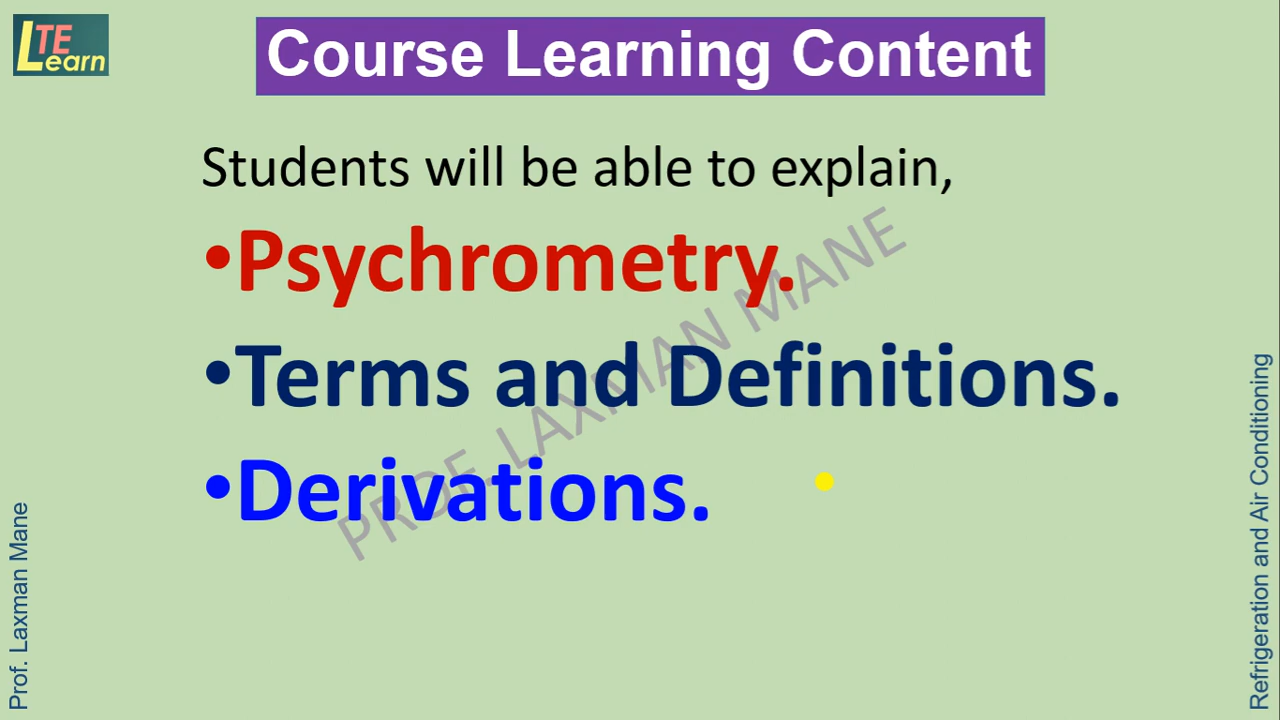 LTE
Learn
Course Learning Content
Students will be able to explain,
•Psychrometry.
•Terms and Definitions.
•Derivations.
PROF. LAXMAN MANE
Prof. Laxman Mane
Refrigeration and Air Conditioning